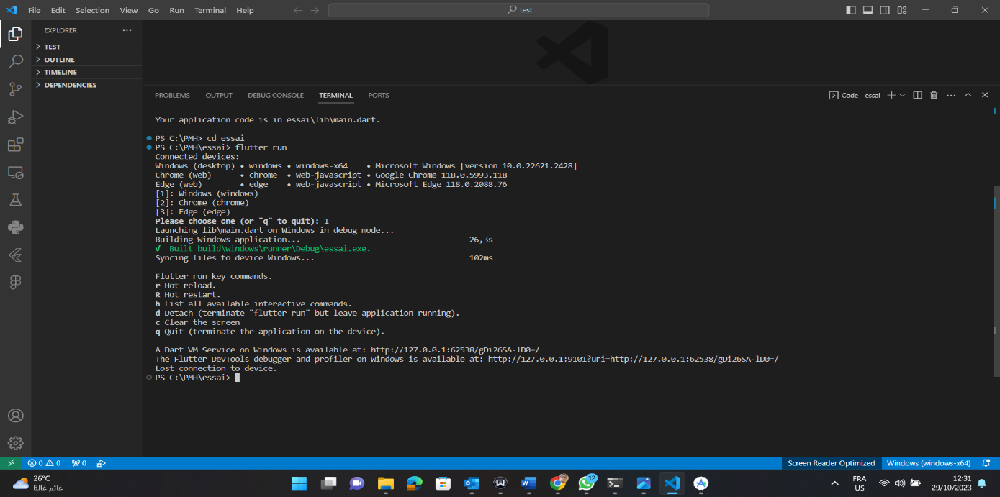 File Edit Selection View Go Run Terminal Help
test
EXPLORER
TEST
OUTLINE
TIMELINE
DEPENDENCIES
PROBLEMS OUTPUT DEBUG CONSOLE TERMINAL PORTS
Code - essai
Your application code is in essai\lib\main.dart.
PS C:\PMH> cd essai
PS C:\PMH\essai> flutter run
Connected devices:
Windows (desktop) • windows • windows-x64 • Microsoft Windows [version 10.0.22621.2428]
Chrome (web) • chrome • web-javascript • Google Chrome 118.0.5993.118
Edge (web) • edge • web-javascript • Microsoft Edge 118.0.2088.76
[1]: Windows (windows)
[2]: Chrome (chrome)
[3]: Edge (edge)
Please choose one (or "q" to quit): 1
Launching lib\main.dart on Windows in debug mode...
Building Windows application... 26,3s
√ Built build\windows\runner\Debug\essai.exe.
Syncing files to device Windows... 102ms
Flutter run key commands.
r Hot reload.
R Hot restart.
h List all available interactive commands.
d Detach (terminate "flutter run" but leave application running).
c Clear the screen
q Quit (terminate the application on the device).
A Dart VM Service on Windows is available at: http://127.0.0.1:62538/gDi26SA-lD0=/
The Flutter DevTools debugger and profiler on Windows is available at: http://127.0.0.1:9101?uri=http://127.0.0.1:62538/gDi26SA-lD0=/
Lost connection to device.
PS C:\PMH\essai>
0 0 0
Screen Reader Optimized
Windows (windows-x64)
26°C
غائم غالبًا
12
FRA
US
12:31
29/10/2023